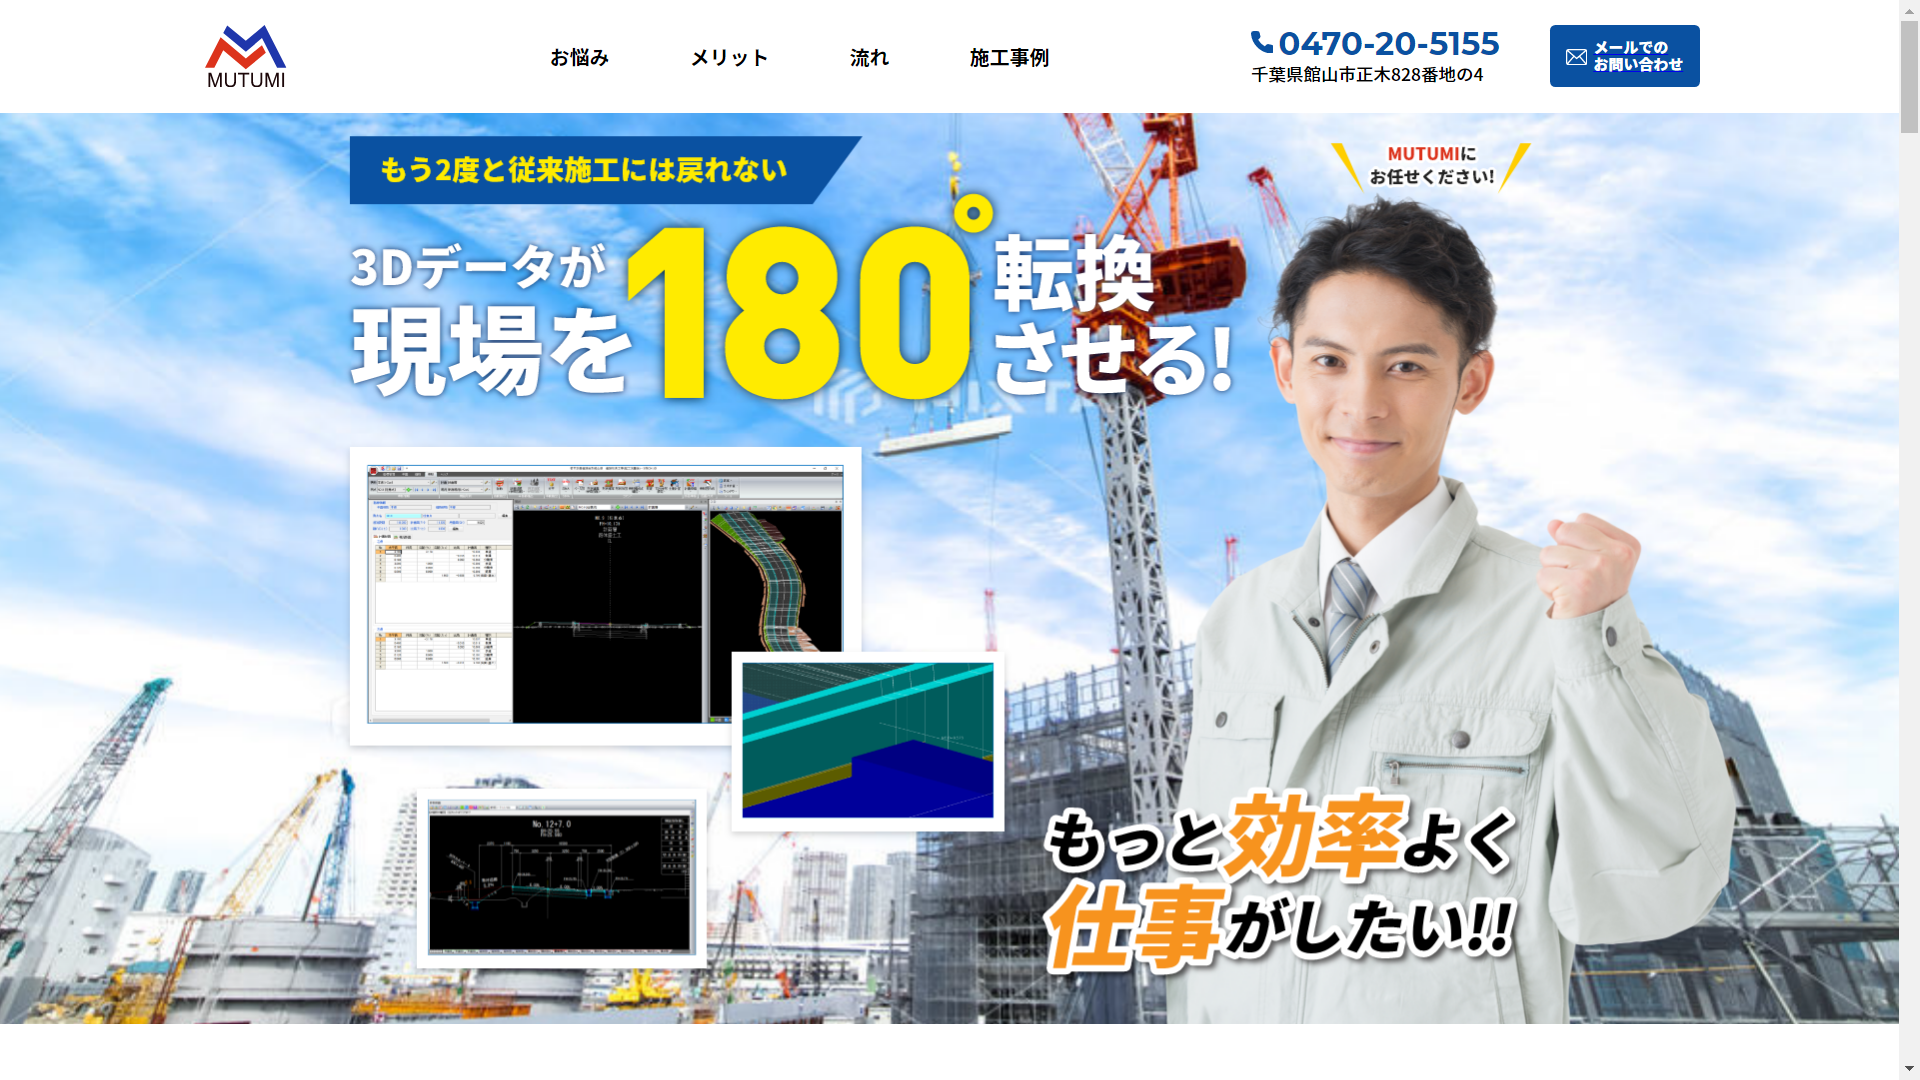 MUTUMI
お悩み
メリット
流れ
施工事例
0470-20-5155
千葉県館山市正木828番地の4
メールでの
お問い合わせ
もう2度と従来施工には戻れない
3Dデータが
現場を180°転換
させる!
MUTUMIに
お任せください!
No.12+7.0
もっと効率よく
仕事がしたい!!